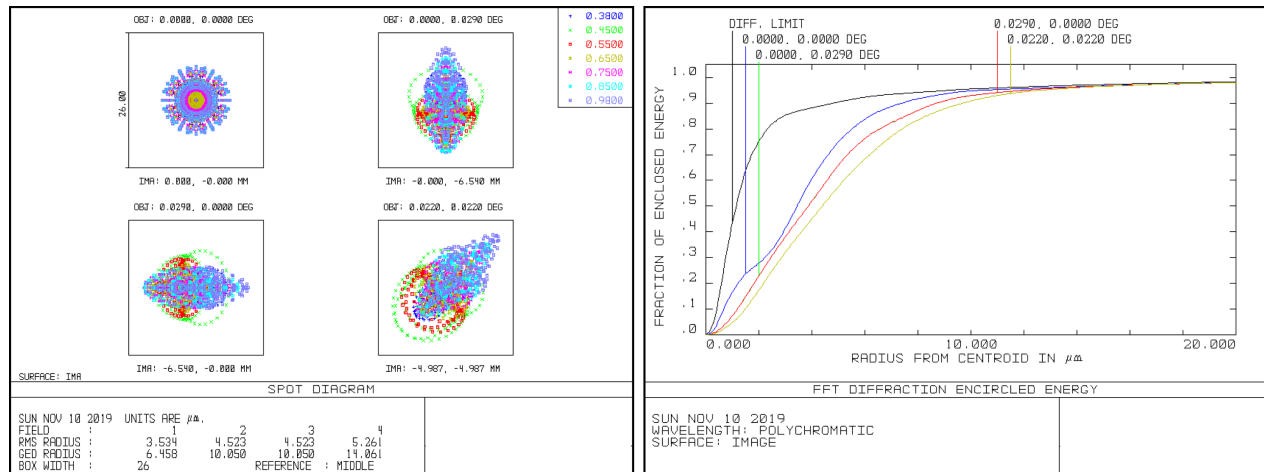 OBJ: 0.0000, 0.0000 DEG
OBJ: 0.0000, 0.0290 DEG
0.3800
0.4500
0.5500
0.6500
0.7500
0.8500
0.9800
26.00
IMA: 0.000, -0.000 MM
IMA: -0.000, -6.540 MM
OBJ: 0.0290, 0.0000 DEG
OBJ: 0.0220, 0.0220 DEG
IMA: -6.540, -0.000 MM
IMA: -4.987, -4.987 MM
SURFACE: IMA
SPOT DIAGRAM
SUN NOV 10 2019 UNITS ARE µm.
FIELD : 1 2 3 4
RMS RADIUS : 3.534 4.523 4.523 5.261
GEO RADIUS : 6.458 10.050 10.050 14.061
BOX WIDTH : 26 REFERENCE : MIDDLE
DIFF. LIMIT
0.0000, 0.0000 DEG
0.0000, 0.0290 DEG
0.0290, 0.0000 DEG
0.0220, 0.0220 DEG
FRACTION OF ENCLOSED ENERGY
1.0
.9
.8
.7
.6
.5
.4
.3
.2
.1
.0
0.000
10.000
20.000
RADIUS FROM CENTROID IN µm
FFT DIFFRACTION ENCIRCLED ENERGY
SUN NOV 10 2019
WAVELENGTH: POLYCHROMATIC
SURFACE: IMAGE